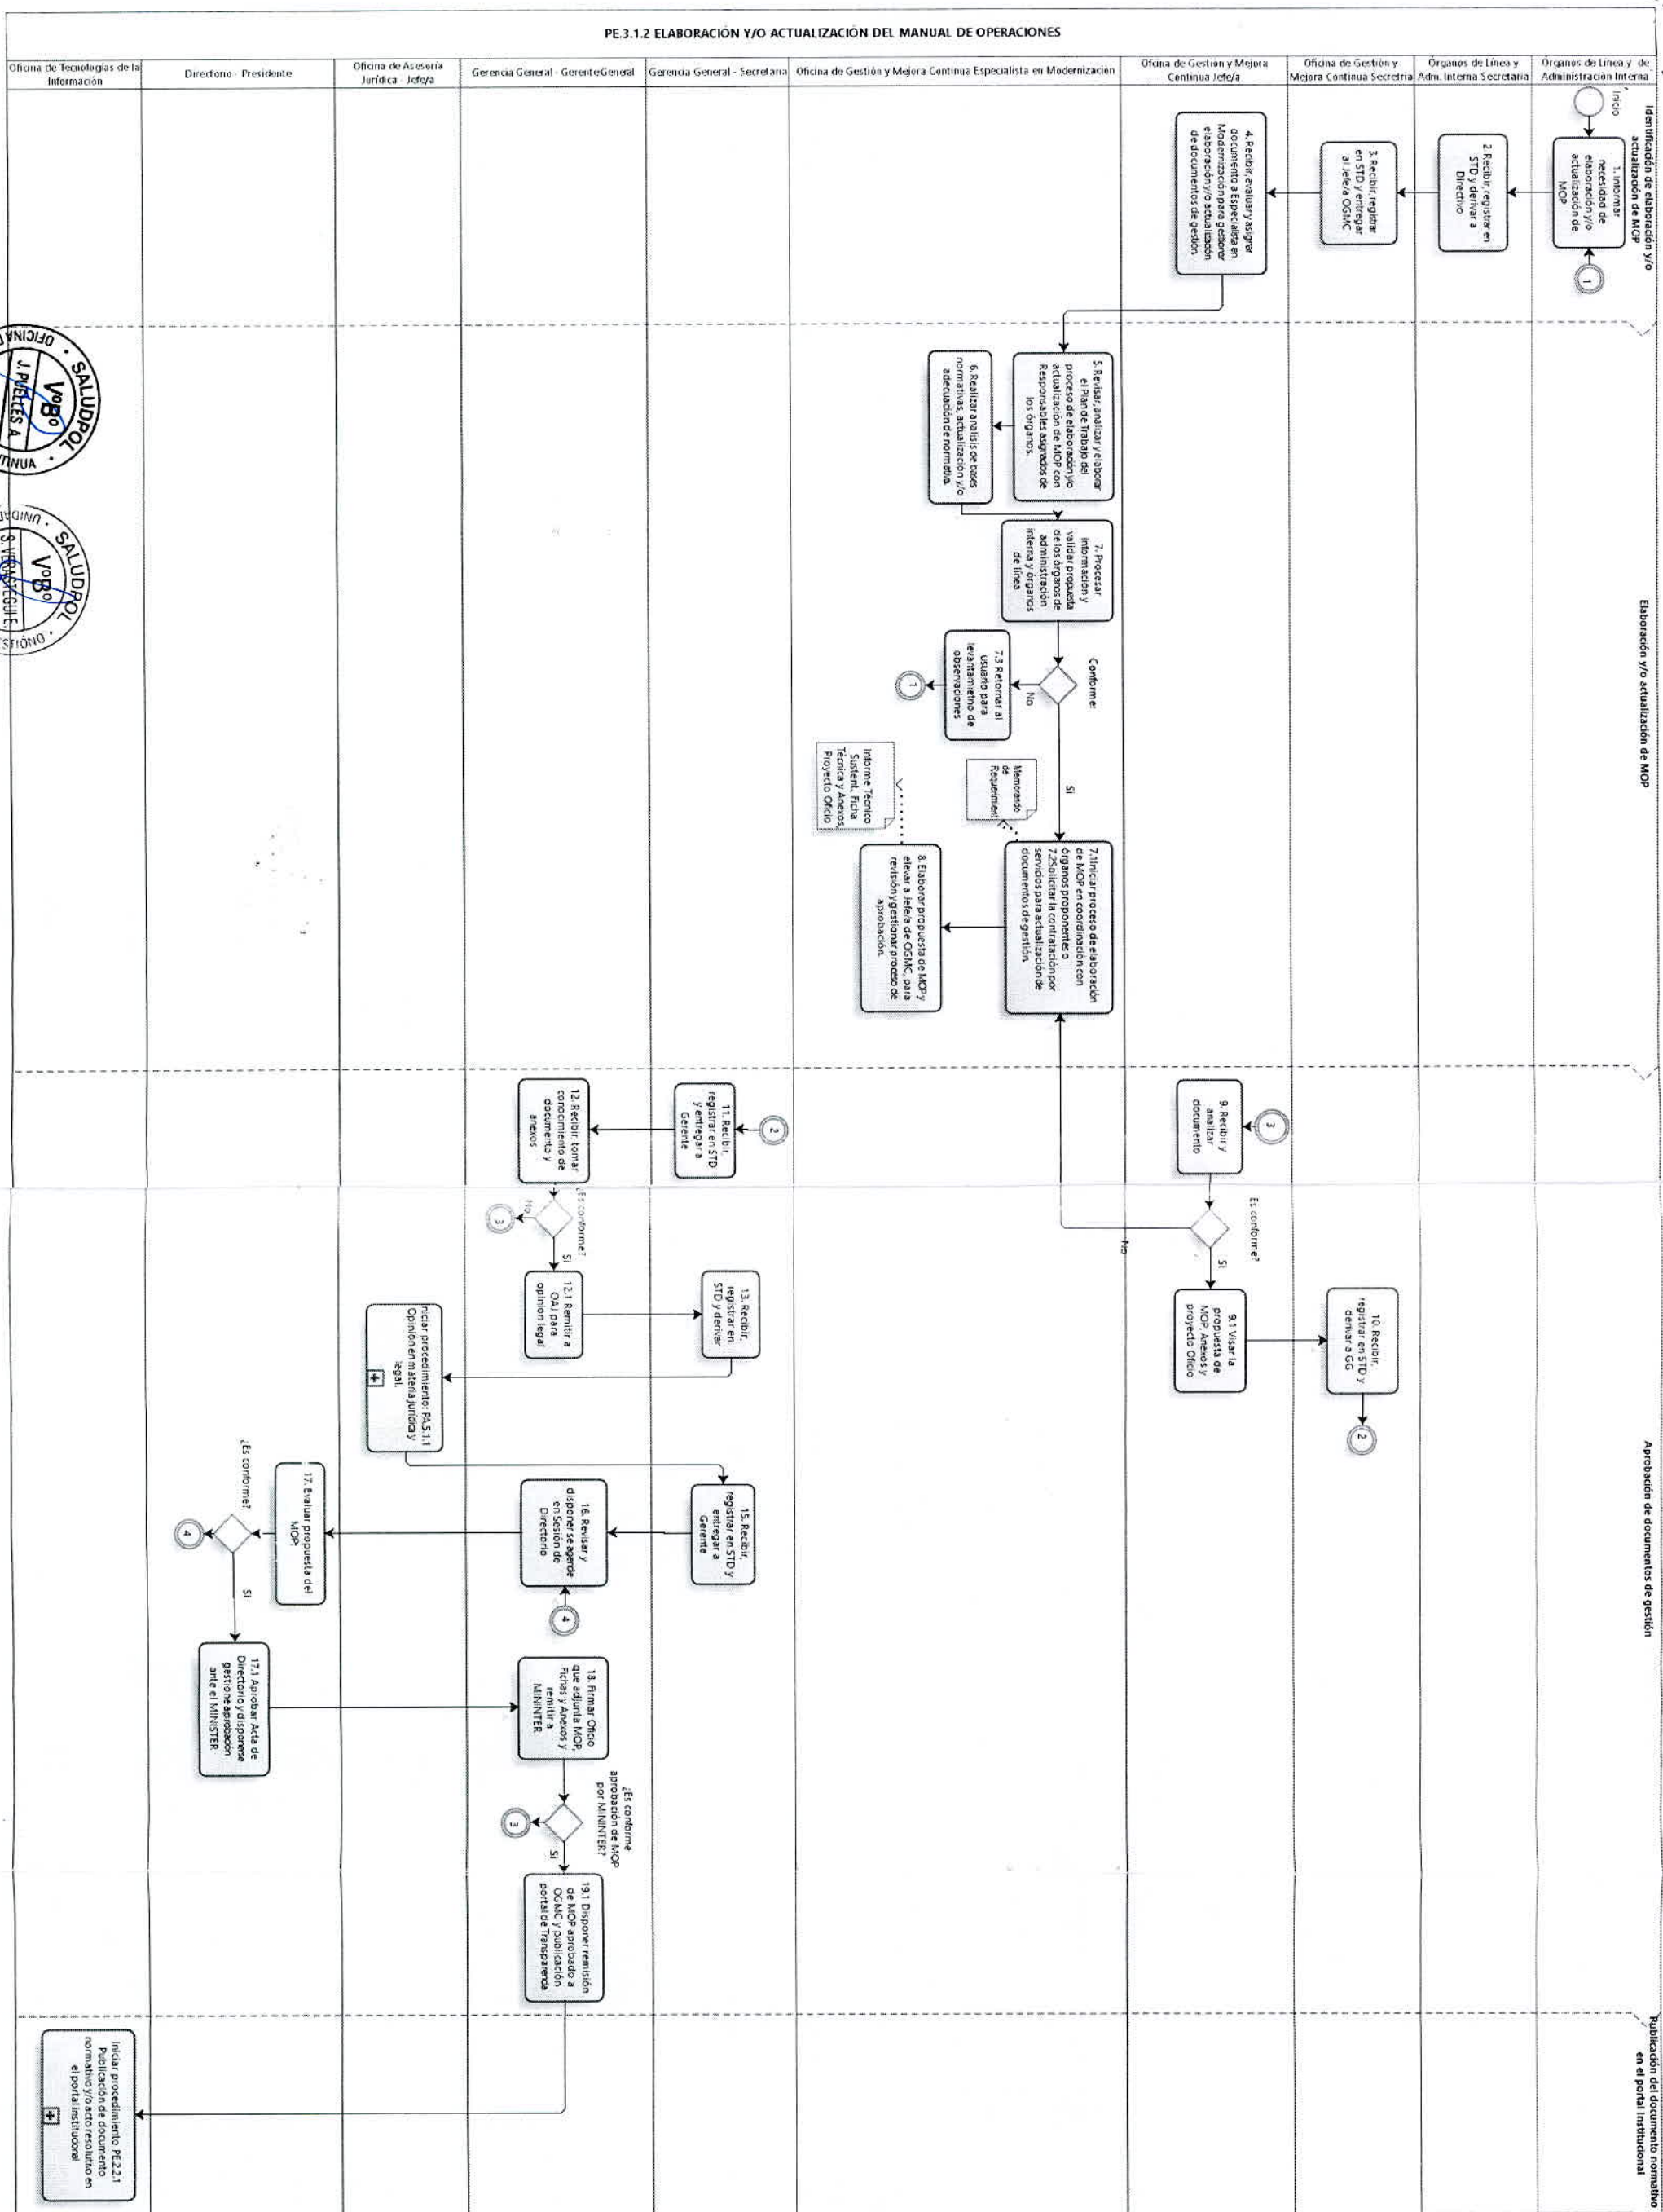 PE.3.1.2 ELABORACIÓN Y/O ACTUALIZACIÓN DEL MANUAL DE OPERACIONES
Oficina de Tecnologías de la
Información
Directorio - Presidente
Oficina de Asesoría
Jurídica - Jefe/a
Gerencia General - Gerente General
Gerencia General - Secretaria
Oficina de Gestión y Mejora Continua Especialista en Modernización
Oficina de Gestión y Mejora
Continua Jefe/a
Oficina de Gestión y
Mejora Continua Secretria
Órganos de Línea y
Adm. Interna Secretaria
Órganos de Línea y de
Administración Interna
Identificación de elaboración y/o
actualización de MOP
Inicio
1. Informar
necesidad de
elaboración y/o
actualización de
MOP
1
2. Recibir, registrar en
STD y derivar a
Directivo
3. Recibir, registrar
en STD y entregar
al Jefe/a OGMC
4. Recibir, evaluar y asignar
documento a Especialista en
Modernización para gestionar
elaboración y/o actualización
de documentos de gestión.
Elaboración y/o actualización de MOP
5. Revisar, analizar y elaborar
el Plan de Trabajo del
proceso de elaboración y/o
actualización de MOP con
Responsables asignados de
los órganos.
6. Realizar analisis de bases
normativas, actualización y/o
adecuación de normativa.
7. Procesar
información y
validar propuesta
de los órganos de
administración
interna y órganos
de línea
Conforme:
No
Si
7.3 Retornar al
usuario para
levantamietno de
observaciones
1
Memorando
de
Requerimient
7.1Iniciar proceso de elaboración
de MOP en coordinación con
órganos proponentes o
7.2Solicitar la contratación por
servicios para actualización de
documentos de gestión.
Informe Técnico
Sustent. Ficha
Técnica y Anexos,
Proyecto Oficio
8. Elaborar propuesta de MOP y
elevar a Jefe/a de OGMC, para
revisión y gestionar proceso de
aprobación.
Aprobación de documentos de gestión
3
9. Recibir y
analizar
documento
Es conforme?
Si
No
9.1 Visar la
propuesta de
MOP, Anexos y
proyecto Oficio
10. Recibir,
registrar en STD y
derivar a GG
2
2
11. Recibir,
registrar en STD
y entregar a
Gerente
12. Recibir, tomar
conocimiento de
documento y
anexos
¿Es conforme?
No
Si
3
12.1 Remitir a
OAJ para
opinion legal
13. Recibir,
registrar en
STD y derivar
Iniciar procedimiento: PA.5.1.1
Opinión en materia jurídica y
legal.
15. Recibir,
registrar en STD y
entregar a
Gerente
16. Revisar y
disponer se agende
en Sesión de
Directorio
4
17. Evaluar propuesta del
MOP:
¿Es conforme?
4
Si
17.1 Aprobar Acta de
Directorio y disponerse
gestione aprobación
ante el MINISTER
18. Firmar Oficio
que adjunta MOP,
Fichas y Anexos y
remitir a
MININTER
¿Es conforme
aprobación de MOP
por MININTER?
3
Si
19.1 Disponer remisión
de MOP aprobado a
OGMC y publicación
portal de Transparencia
Publicación del documento normativo
en el portal Institucional
Iniciar procedimiento PE.2.2.1
Publicación de documento
normativo y/o acto resolutivo en
el portal institucional
SALUDPOL
VºBº
J. PUELLES A.
SALUDPOL
VºBº
S. VERASTEGUI E.